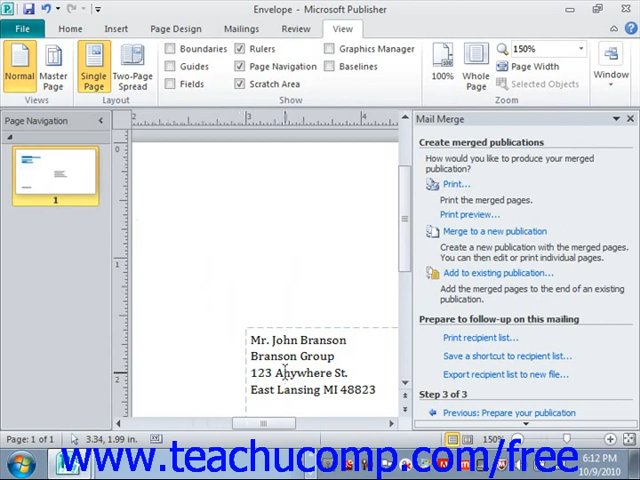 Envelope - Microsoft Publisher
File Home Insert Page Design Mailings Review View
Normal
Master Page
Views
Single Page
Two-Page Spread
Layout
Boundaries
Guides
Fields
Rulers
Page Navigation
Scratch Area
Graphics Manager
Baselines
Show
100%
Whole Page
150%
Page Width
Selected Objects
Zoom
Window
Page Navigation
1
2 3 4
0
1
2
Mr. John Branson
Branson Group
123 Anywhere St.
East Lansing MI 48823
Mail Merge
Create merged publications
How would you like to produce your merged
publication?
Print...
Print the merged pages.
Print preview...
Merge to a new publication
Create a new publication with the merged pages.
You can then edit or print individual pages.
Add to existing publication...
Add the merged pages to the end of an existing
publication.
Prepare to follow-up on this mailing
Print recipient list...
Save a shortcut to recipient list...
Export recipient list to new file...
Step 3 of 3
Previous: Prepare your publication
Page: 1 of 1
3.34, 1.99 in.
150%
www.teachucomp.com/free
6:12 PM
10/9/2010